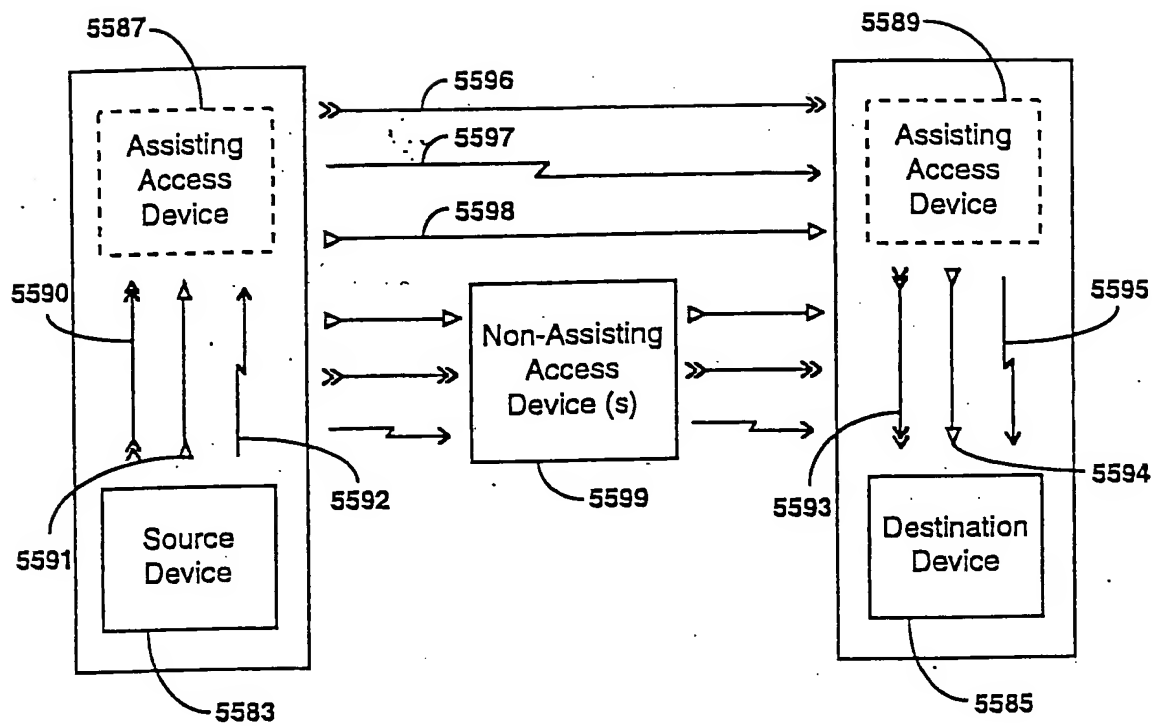 5587
5589
5596
5597
5598
Assisting
Access
Device
Assisting
Access
Device
5590
5595
Non-Assisting
Access
Device (s)
5591
5592
5599
5593
5594
Source
Device
Destination
Device
5583
5585